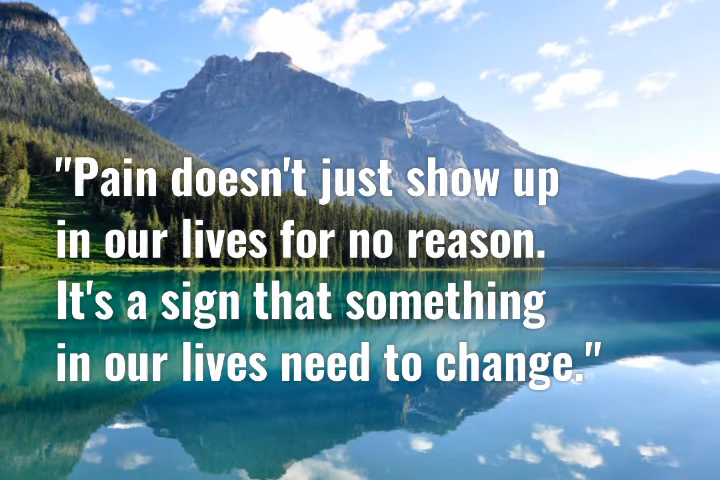 "Pain doesn't just show up
in our lives for no reason.
It's a sign that something
in our lives need to change."